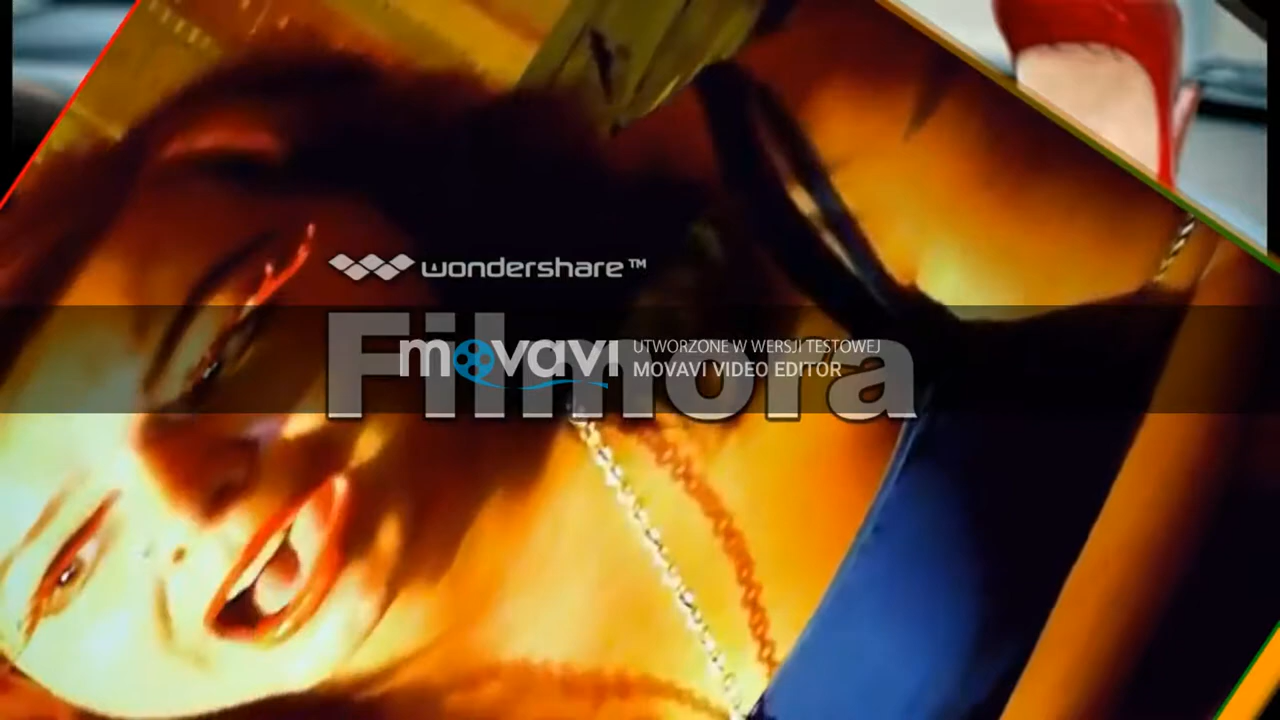 wondershare™
Filmora
movavi
UTWORZONE W WERSJI TESTOWEJ
MOVAVI VIDEO EDITOR